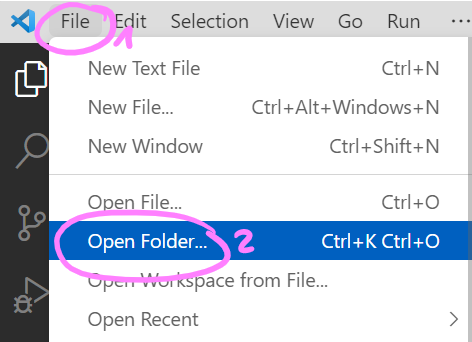 File Edit Selection View Go Run ...
1
New Text File Ctrl+N
New File... Ctrl+Alt+Windows+N
New Window Ctrl+Shift+N
Open File... Ctrl+O
Open Folder... 2 Ctrl+K Ctrl+O
Open Workspace from File...
Open Recent >